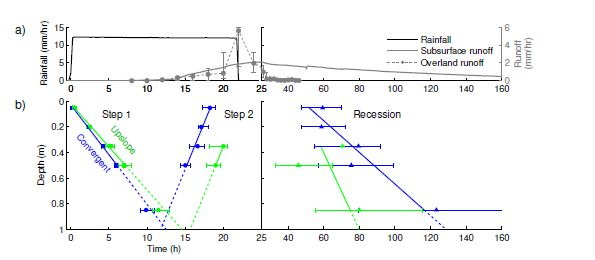 a)
15
10
5
0
Rainfall (mm/hr)
Rainfall
Subsurface runoff
Overland runoff
6
4
2
0
Runoff
(mm/hr)
b)
0
0.2
0.4
0.6
0.8
1
Depth (m)
Step 1
Step 2
Recession
Upslope
Convergent
0 5 10 15 20 25 40 60 80 100 120 140 160
Time (h)